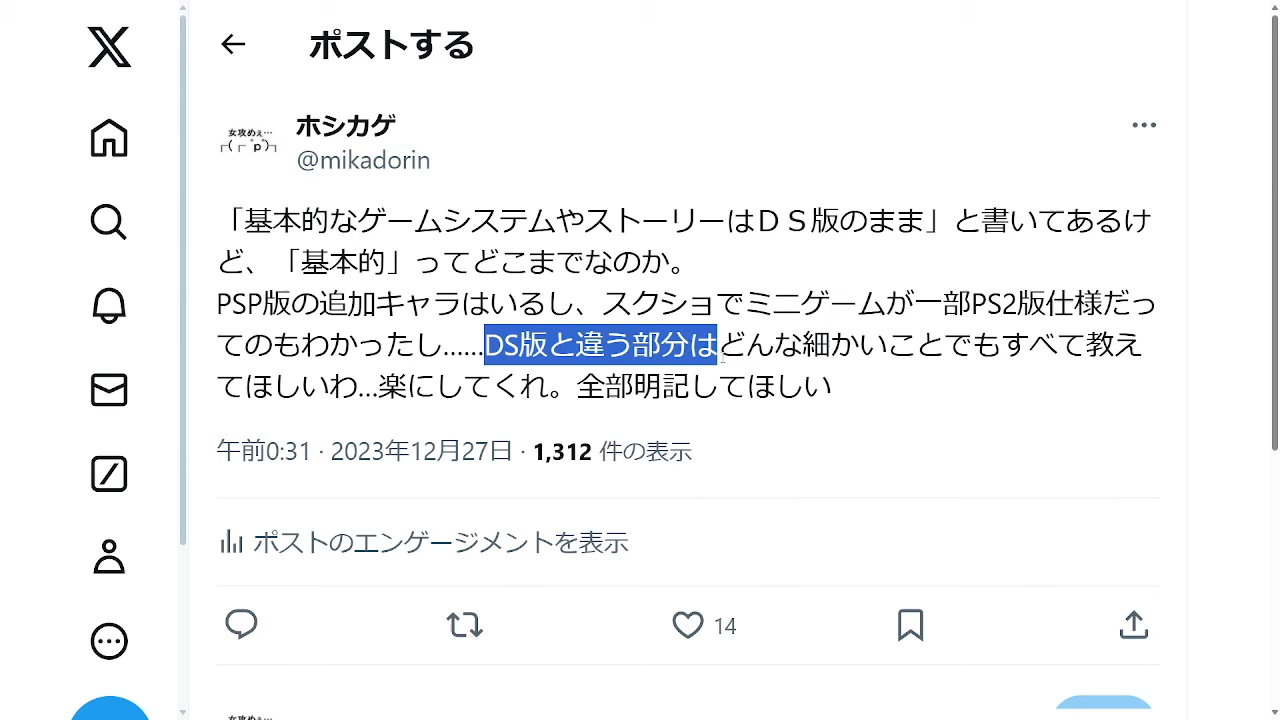 ポストする
女攻めぇ…
ホシカゲ
@mikadorin
「基本的なゲームシステムやストーリーはＤＳ版のまま」と書いてあるけ
ど、「基本的」ってどこまでなのか。
PSP版の追加キャラはいるし、スクショでミニゲームが一部PS2版仕様だっ
てのもわかったし......DS版と違う部分はどんな細かいことでもすべて教え
てほしいわ...楽にしてくれ。全部明記してほしい
午前0:31 · 2023年12月27日 · 1,312 件の表示
ポストのエンゲージメントを表示
14